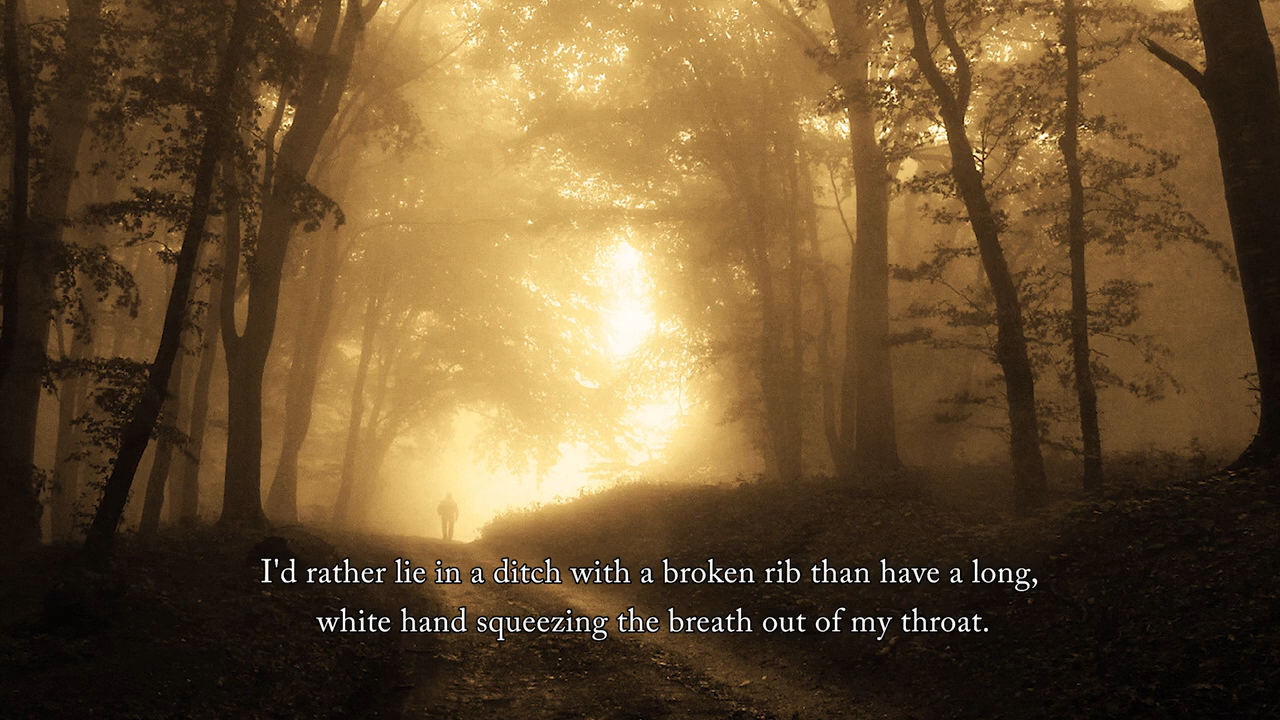 I'd rather lie in a ditch with a broken rib than have a long,
white hand squeezing the breath out of my throat.